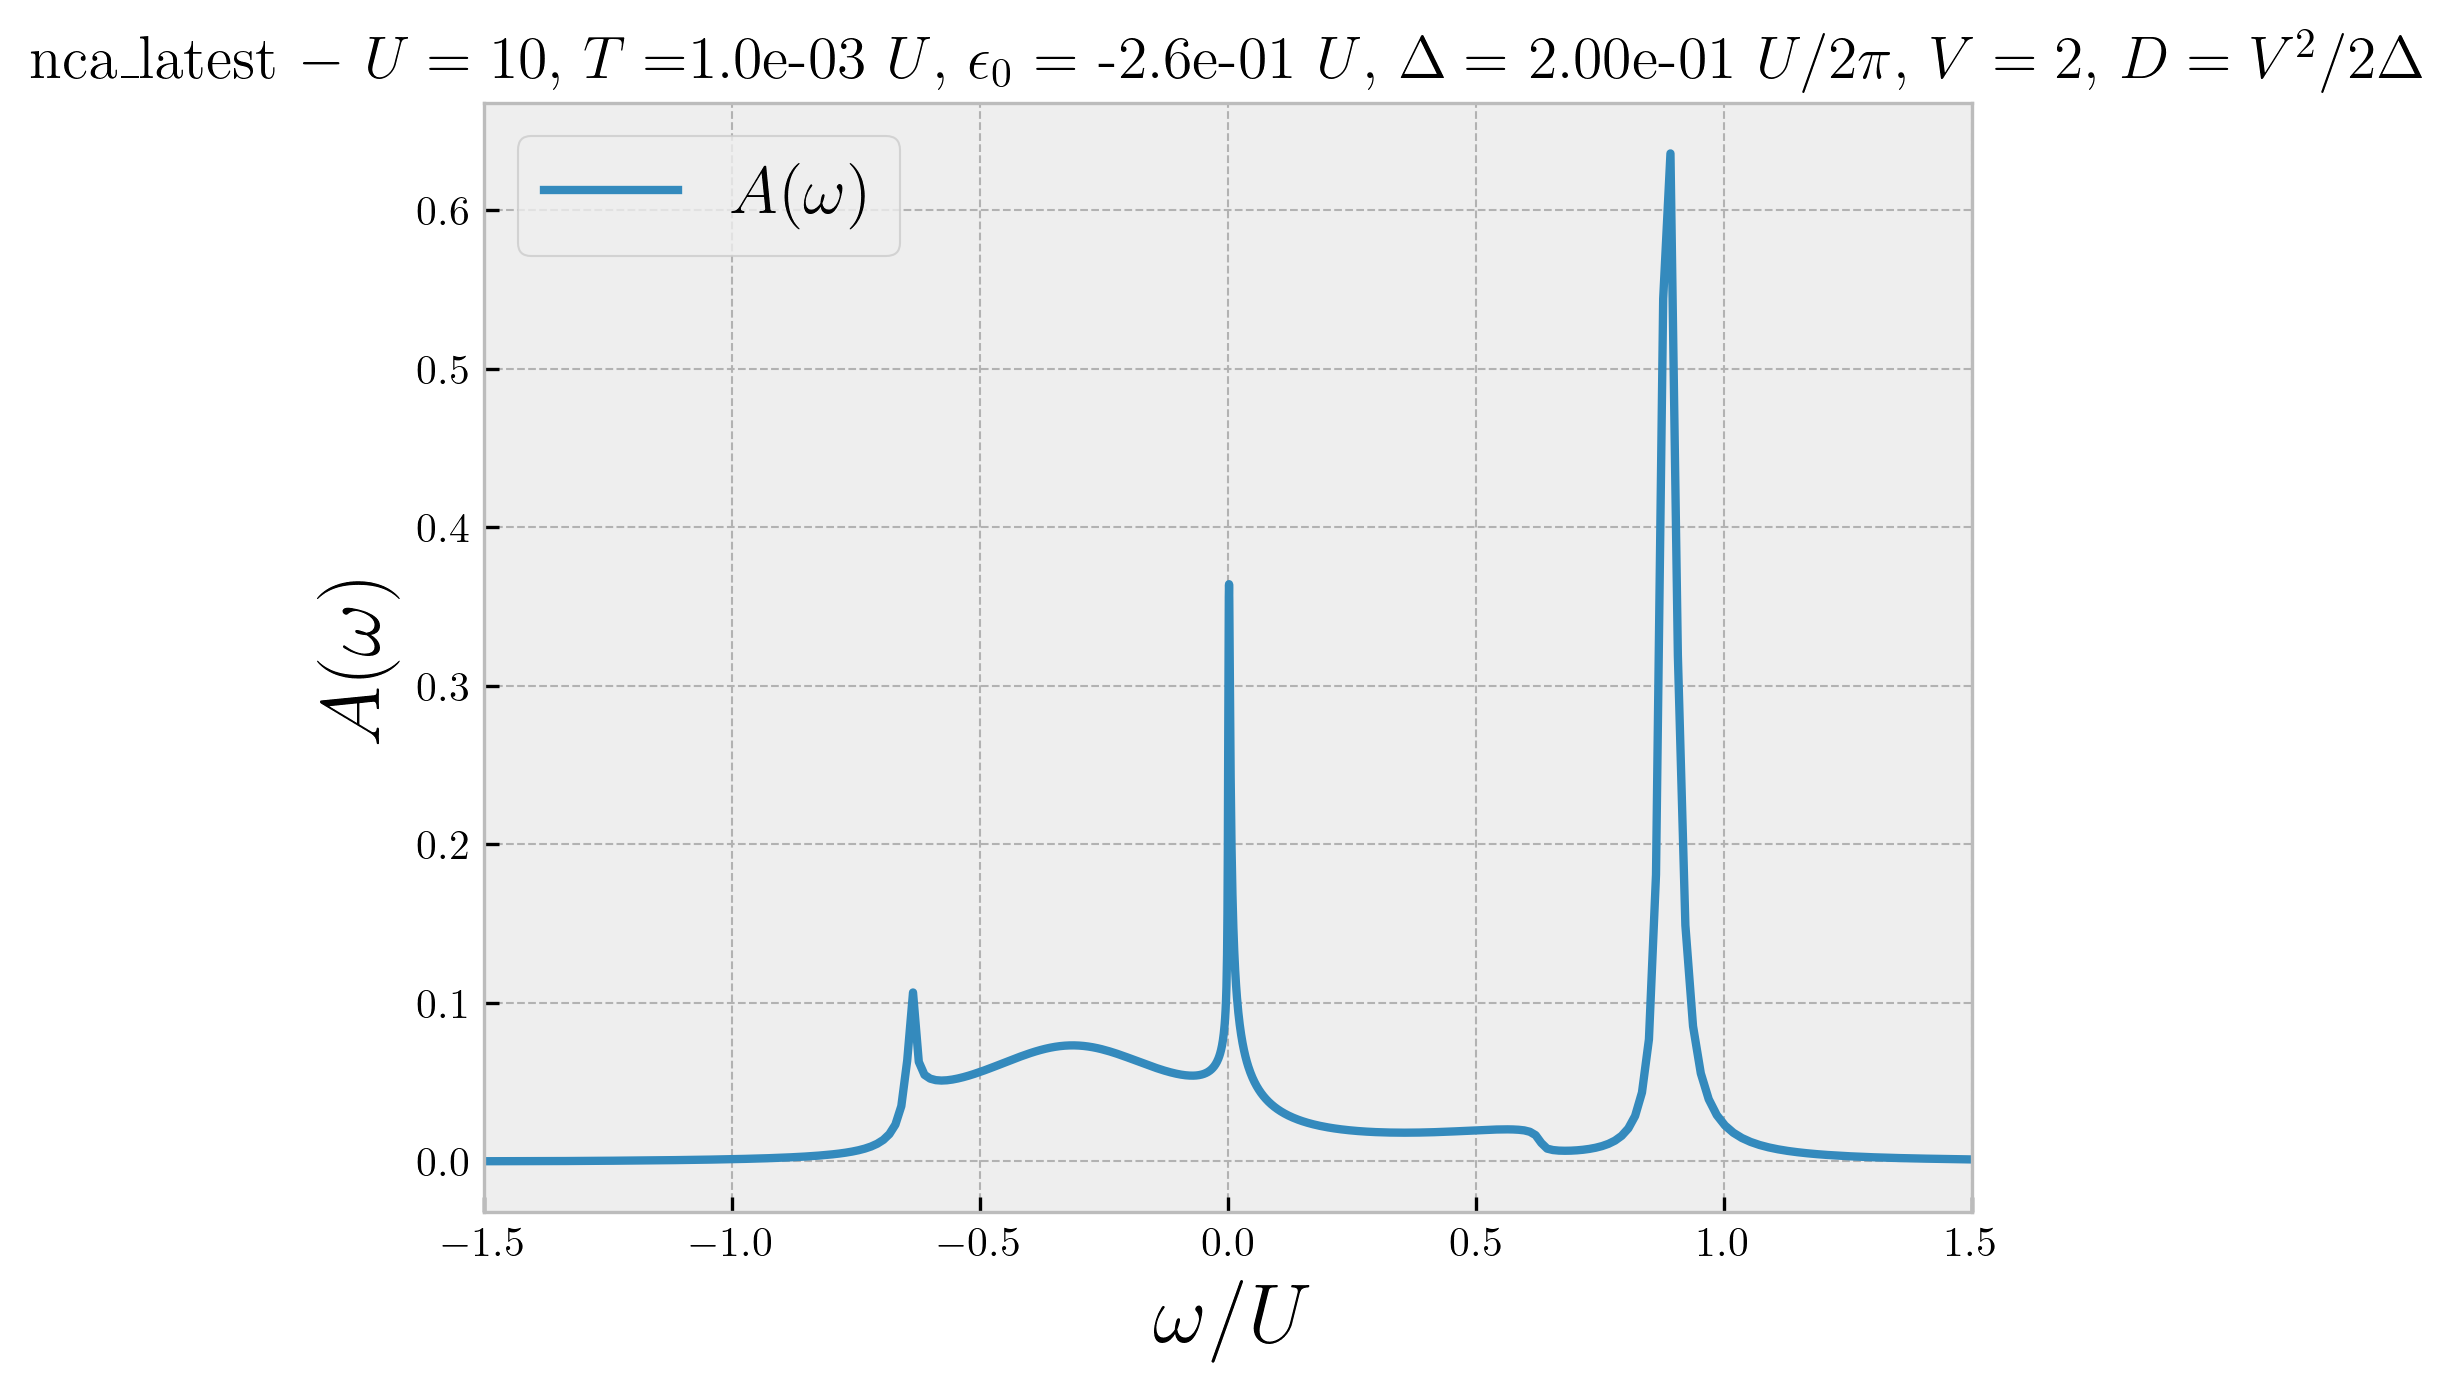 nca_latest − U = 10, T =1.0e-03 U, ϵ₀ = -2.6e-01 U, Δ = 2.00e-01 U/2π, V = 2, D = V²/2Δ
A(ω)
0.6
0.5
0.4
0.3
0.2
0.1
0.0
A(ω)
−1.5 −1.0 −0.5 0.0 0.5 1.0 1.5
ω/U